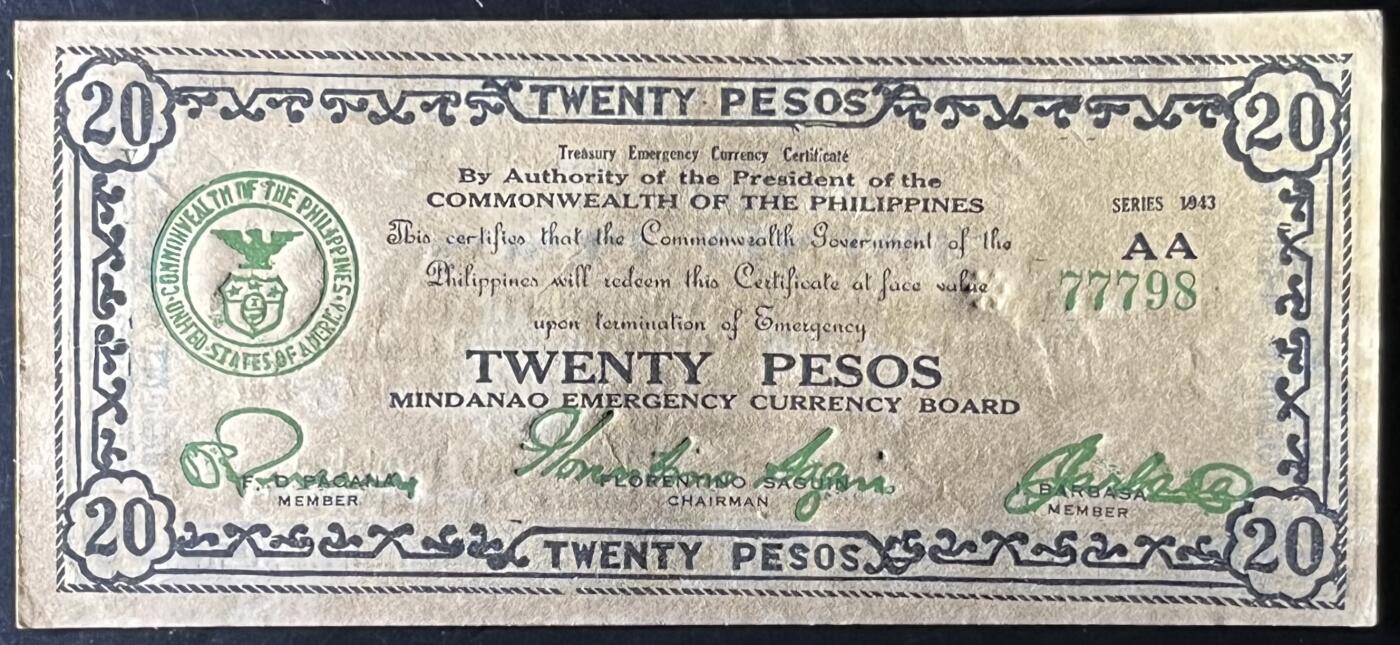 20 TWENTY PESOS 20
Treasury Emergency Currency Certificate
By Authority of the President of the
COMMONWEALTH OF THE PHILIPPINES
SERIES 1943
This certifies that the Commonwealth Government of the
AA
Philippines will redeem this Certificate at face value
77798
upon termination of Emergency
COMMONWEALTH OF THE PHILIPPINES
UNITED STATES OF AMERICA
TWENTY PESOS
MINDANAO EMERGENCY CURRENCY BOARD
Florentino Saguin
F. D. PACANA
FLORENTINO SAGUIN
BARBASA
MEMBER
CHAIRMAN
MEMBER
20 TWENTY PESOS 20